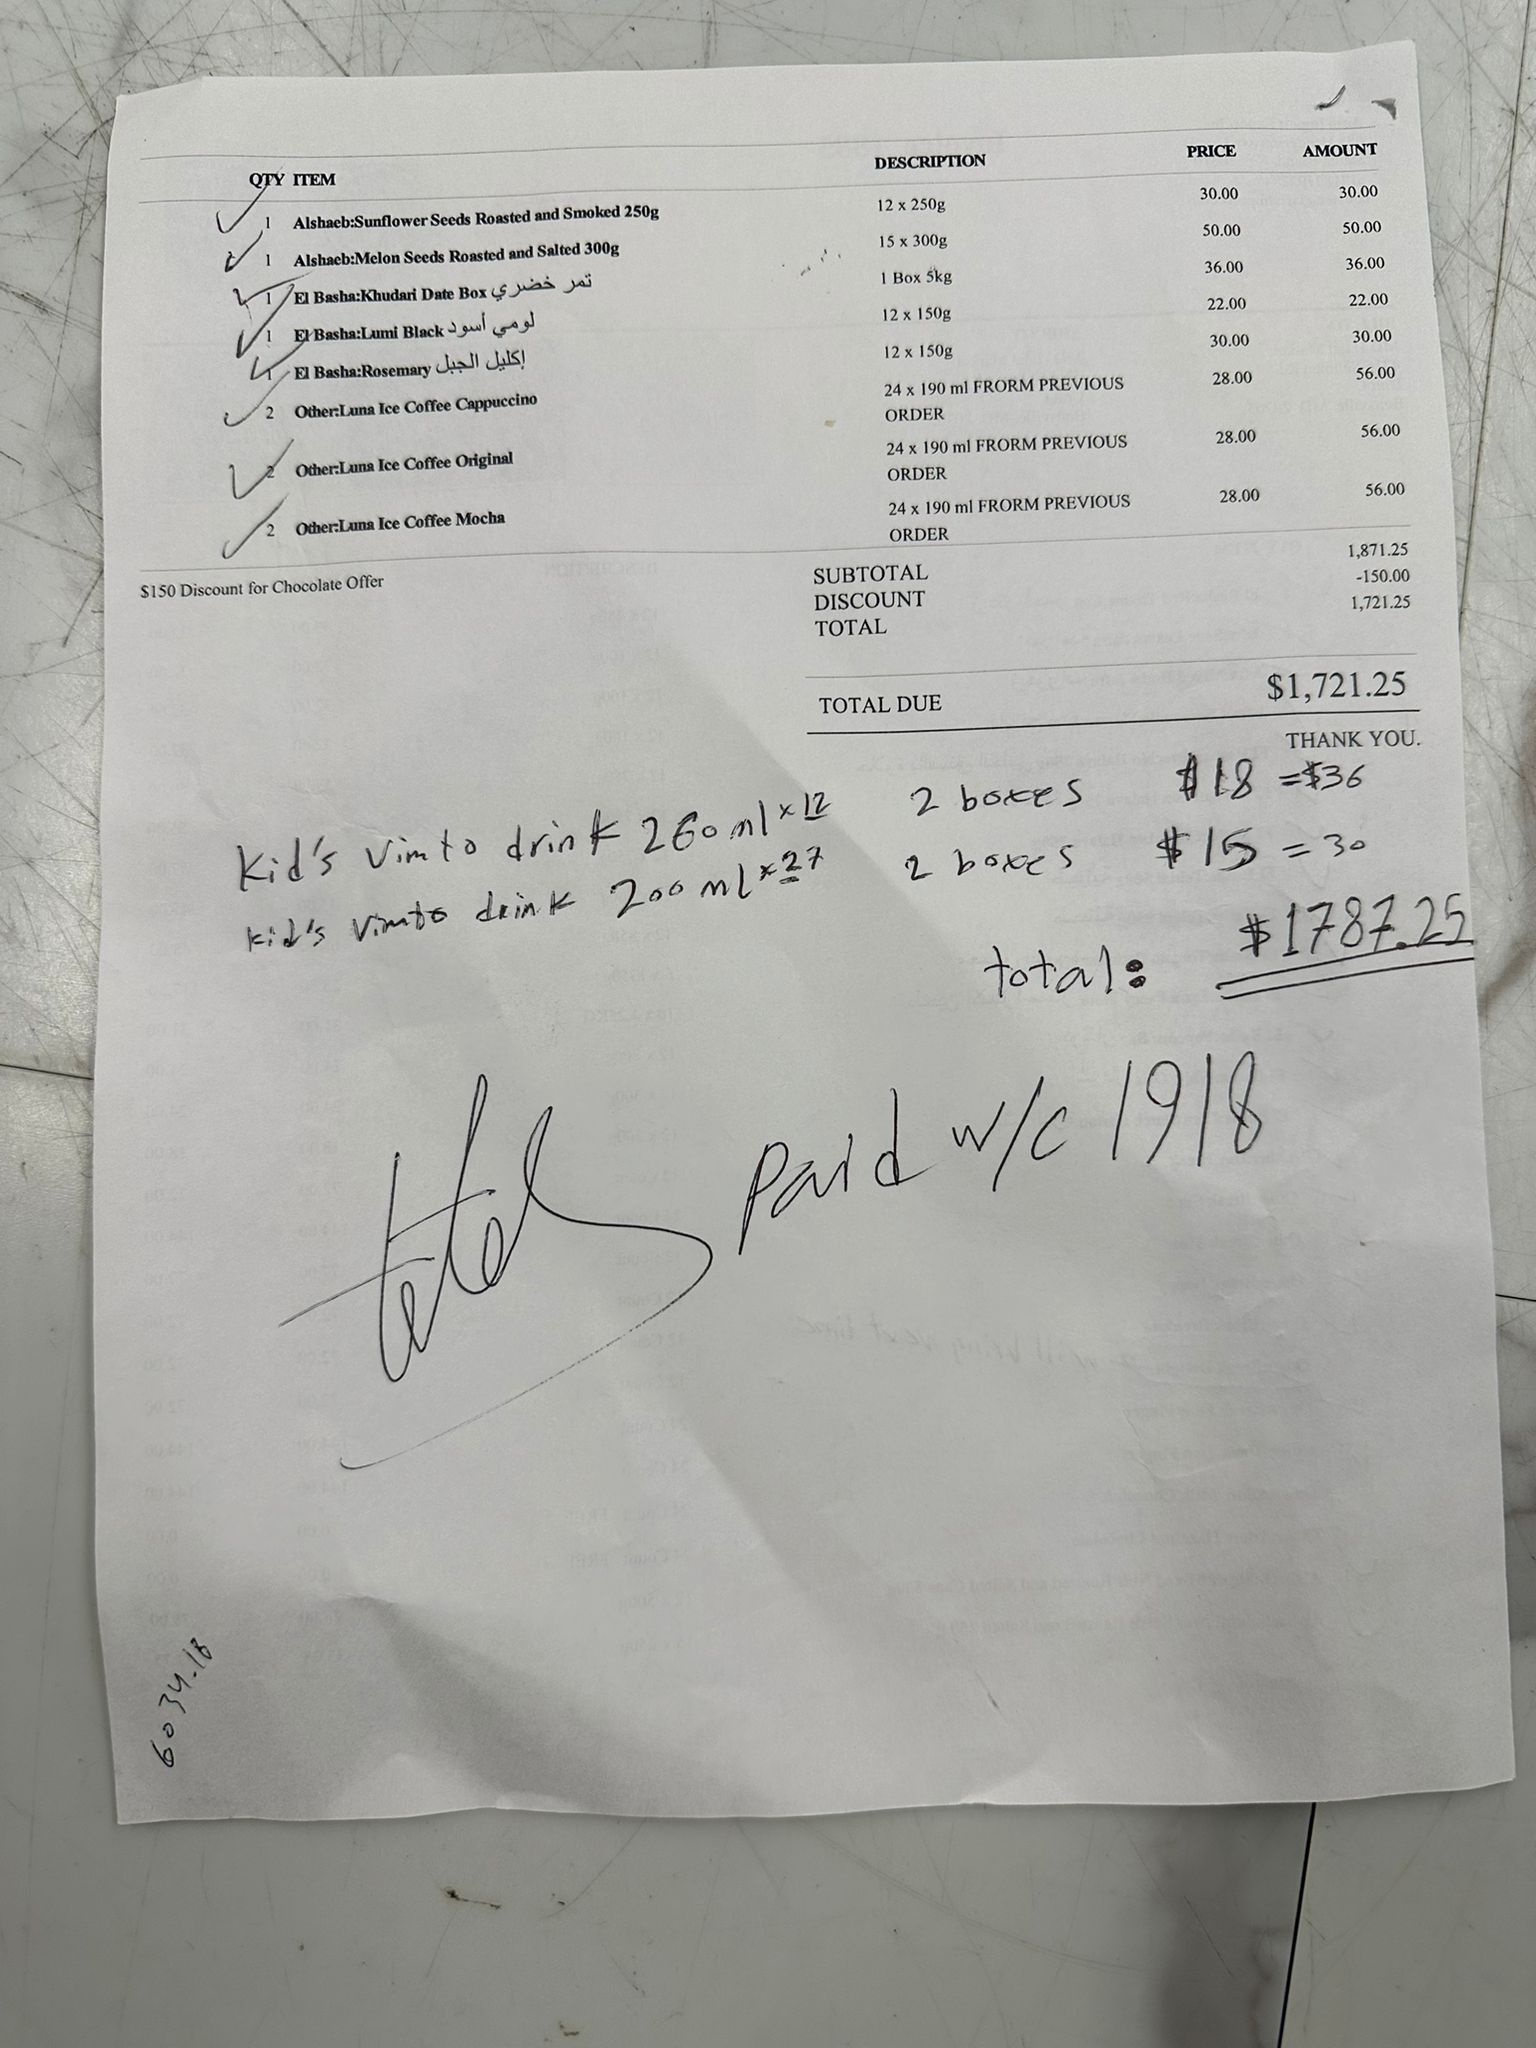 QTY ITEM DESCRIPTION PRICE AMOUNT
1 Alshaeb:Sunflower Seeds Roasted and Smoked 250g 12 x 250g 30.00 30.00
1 Alshaeb:Melon Seeds Roasted and Salted 300g 15 x 300g 50.00 50.00
1 El Basha:Khudari Date Box تمر خضري 1 Box 5kg 36.00 36.00
1 El Basha:Lumi Black لومي أسود 12 x 150g 22.00 22.00
1 El Basha:Rosemary إكليل الجبل 12 x 150g 30.00 30.00
2 Other:Luna Ice Coffee Cappuccino 24 x 190 ml FRORM PREVIOUS 28.00 56.00
ORDER
2 Other:Luna Ice Coffee Original 24 x 190 ml FRORM PREVIOUS 28.00 56.00
ORDER
2 Other:Luna Ice Coffee Mocha 24 x 190 ml FRORM PREVIOUS 28.00 56.00
ORDER
$150 Discount for Chocolate Offer SUBTOTAL 1,871.25
DISCOUNT -150.00
TOTAL 1,721.25
TOTAL DUE $1,721.25
THANK YOU.
Kid's Vimto drink 260ml x 12 2 boxes $18 = $36
Kid's Vimto drink 200ml x 27 2 boxes $15 = 30
total: $1787.25
Paid w/c 1918
6034.18